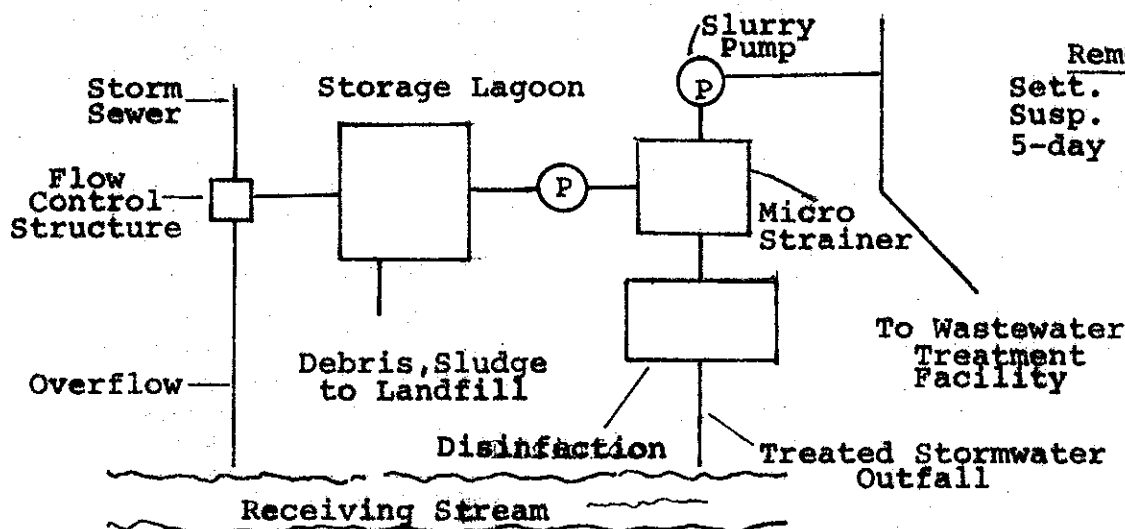 Slurry
Pump
P
Rem
Sett.
Susp.
5-day
Storm
Sewer
Storage Lagoon
Flow
Control
Structure
P
Micro
Strainer
To Wastewater
Treatment
Facility
Debris,Sludge
to Landfill
Overflow
Disinfection
Treated Stormwater
Outfall
Receiving Stream